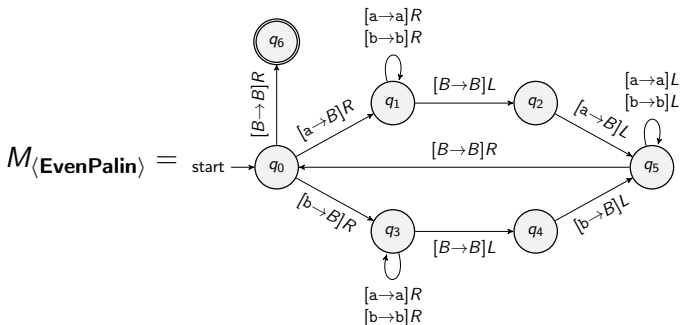 [a→a]R
[b→b]R
q6
[B→B]R
[a→B]R
q1
[B→B]L
q2
[a→B]L
[a→a]L
[b→b]L
M⟨EvenPalin⟩ =
start
q0
[B→B]R
q5
[b→B]R
q3
[B→B]L
q4
[b→B]L
[a→a]R
[b→b]R